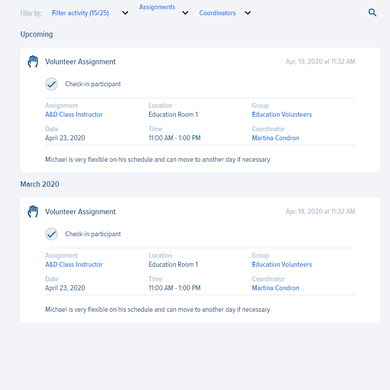 Filter by: Filter activity (15/25) Assignments Coordinators
Upcoming
Volunteer Assignment Apr. 19, 2020 at 11:32 AM
Check-in participant
Assignment Location Group
A&D Class Instructor Education Room 1 Education Volunteers
Date Time Coordinator
April 23, 2020 11:00 AM - 1:00 PM Martina Condron
Michael is very flexible on his schedule and can move to another day if necessary
March 2020
Volunteer Assignment Apr. 19, 2020 at 11:32 AM
Check-in participant
Assignment Location Group
A&D Class Instructor Education Room 1 Education Volunteers
Date Time Coordinator
April 23, 2020 11:00 AM - 1:00 PM Martina Condron
Michael is very flexible on his schedule and can move to another day if necessary